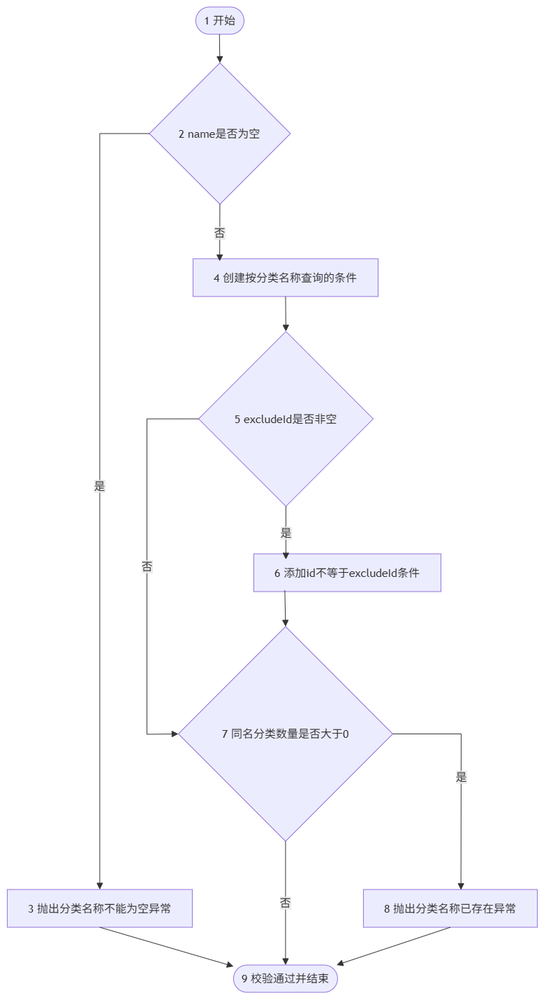 1 开始
2 name是否为空
否
4 创建按分类名称查询的条件
5 excludeId是否非空
是
是
6 添加id不等于excludeId条件
否
7 同名分类数量是否大于0
是
否
3 抛出分类名称不能为空异常
8 抛出分类名称已存在异常
9 校验通过并结束